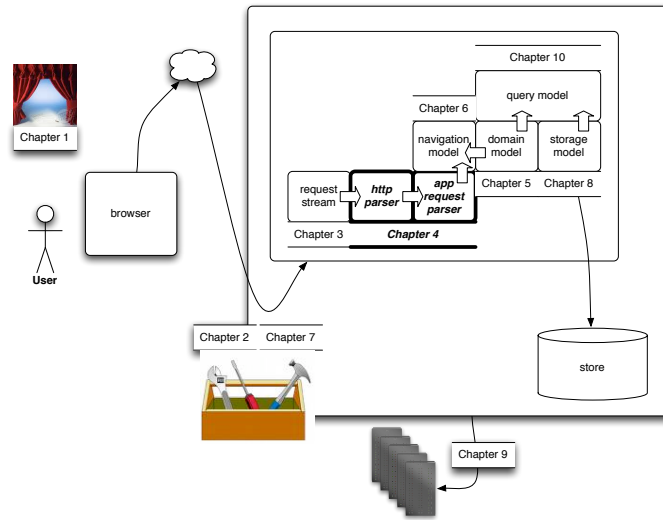 Chapter 10
query model
Chapter 6
navigation
model
domain
model
storage
model
Chapter 1
request
stream
http
parser
app
request
parser
Chapter 5
Chapter 8
browser
Chapter 3
Chapter 4
User
Chapter 2
Chapter 7
store
Chapter 9